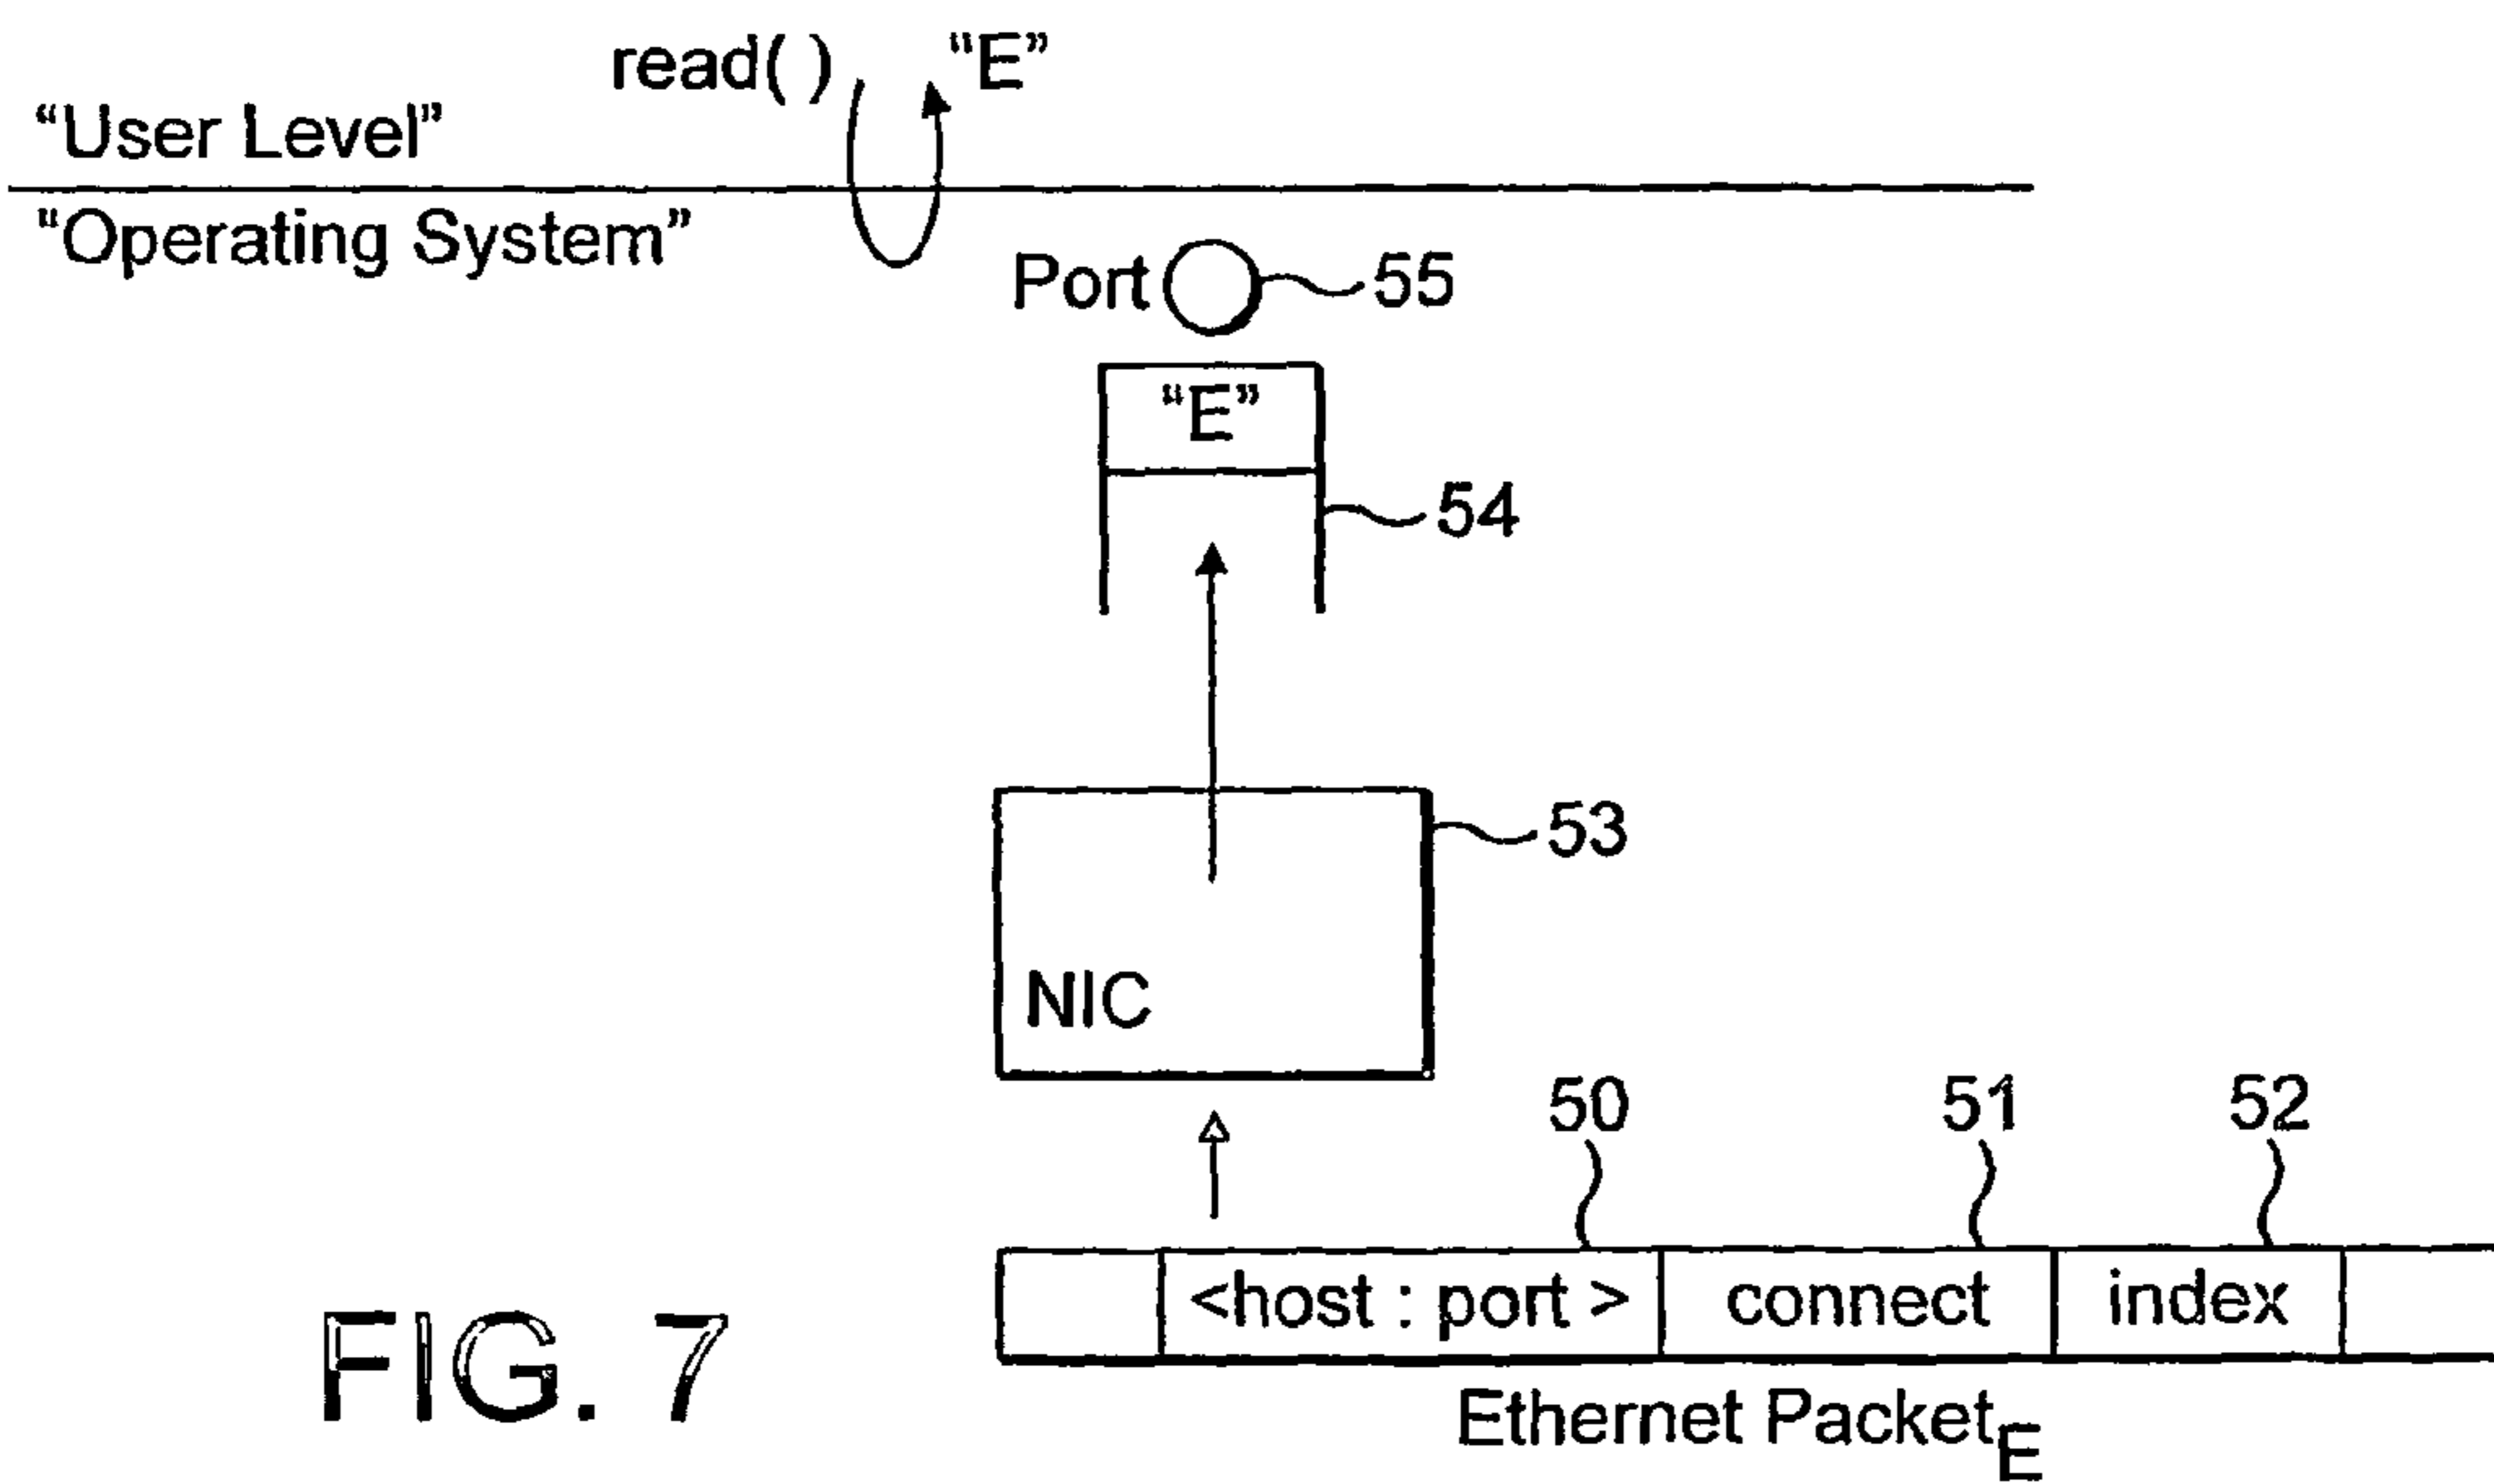 read( ) “E”
“User Level”
“Operating System”
Port 55
“E”
54
53
NIC
50 51 52
<host : port > connect index
Ethernet PacketE
FIG. 7